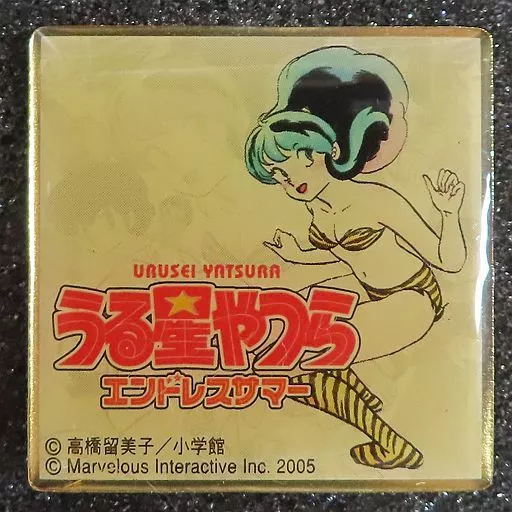 URUSEI YATSURA
うる星やつら
エンドレスサマー
© 高橋留美子／小学館
© Marvelous Interactive Inc. 2005